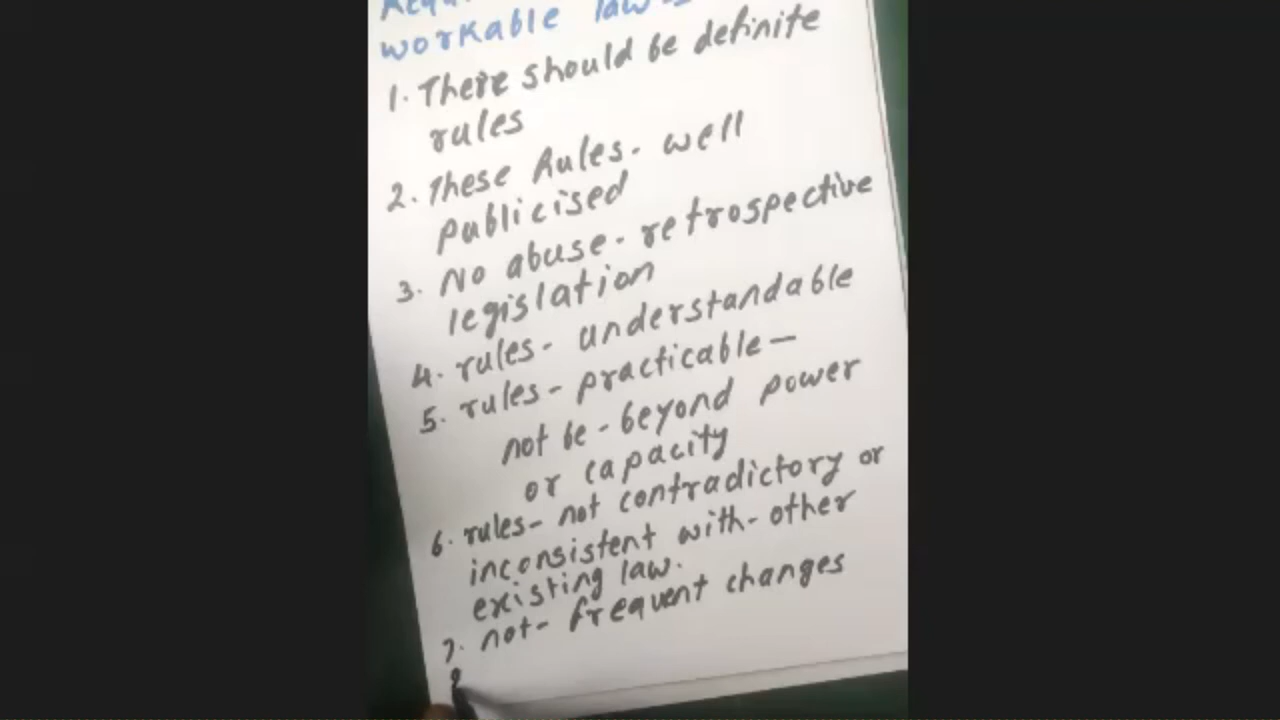 workable law
1. There should be definite
rules
2. These Rules- well
publicised
3. No abuse- retrospective
legislation
4. rules- understandable
5. rules- practicable-
not be- beyond power
or capacity
6. rules- not contradictory or
inconsistent with- other
existing law.
7. not- frequent changes
8